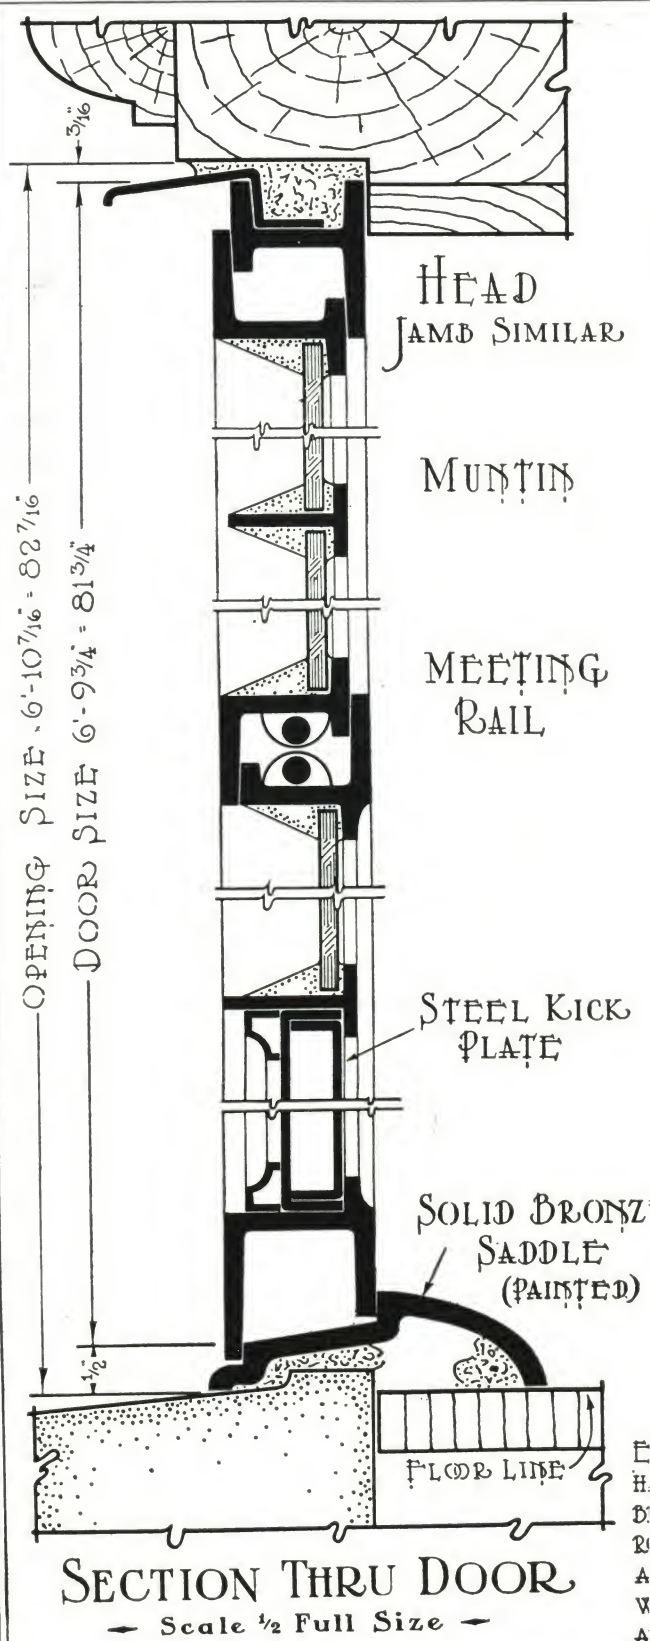 3/16"
HEAD
JAMB SIMILAR
MUNTIN
MEETING
RAIL
OPENING SIZE - 6'-10 7/16" = 82 7/16"
DOOR SIZE 6'-9 3/4" = 81 3/4"
STEEL KICK
PLATE
SOLID BRONZ
SADDLE
(PAINTED)
1/2"
FLOOR LINE
SECTION THRU DOOR
Scale 1/2 Full Size